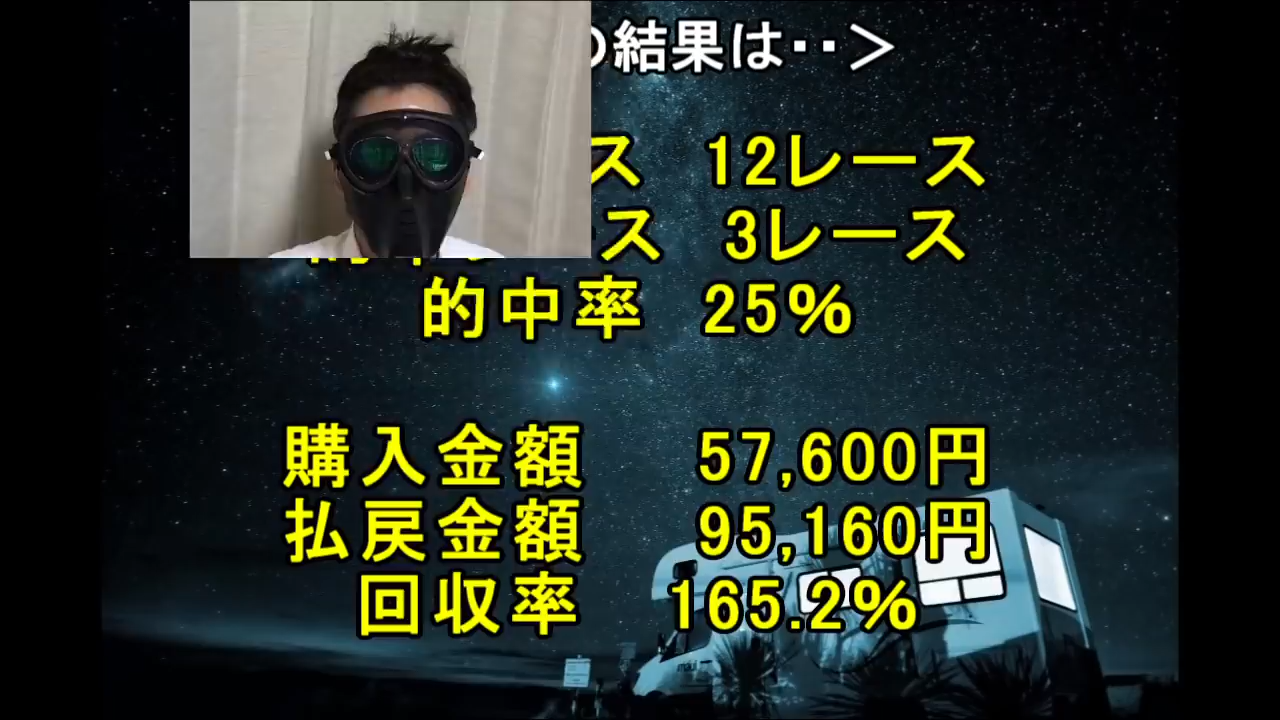 の結果は‥＞
ス 12レース
ース 3レース
的中率 25%
購入金額 57,600円
払戻金額 95,160円
回収率 165.2%
maui